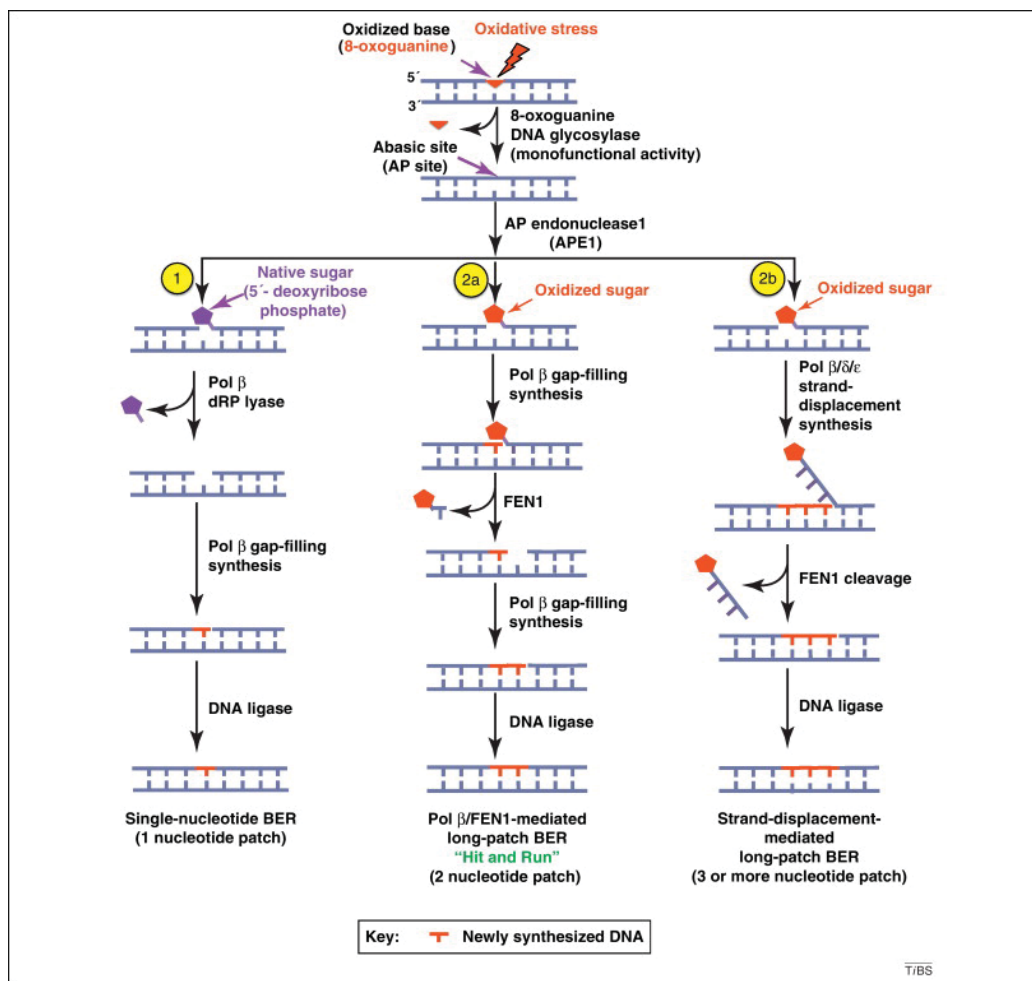 Oxidized base
(8-oxoguanine)
Oxidative stress
5´
3´
8-oxoguanine
DNA glycosylase
(monofunctional activity)
Abasic site
(AP site)
AP endonuclease1
(APE1)
1
Native sugar
(5´- deoxyribose
phosphate)
2a
Oxidized sugar
2b
Oxidized sugar
Pol β
dRP lyase
Pol β gap-filling
synthesis
Pol β/δ/ε
strand-
displacement
synthesis
FEN1
Pol β gap-filling
synthesis
Pol β gap-filling
synthesis
FEN1 cleavage
DNA ligase
DNA ligase
DNA ligase
Single-nucleotide BER
(1 nucleotide patch)
Pol β/FEN1-mediated
long-patch BER
“Hit and Run”
(2 nucleotide patch)
Strand-displacement-
mediated
long-patch BER
(3 or more nucleotide patch)
Key: Newly synthesized DNA
TiBS